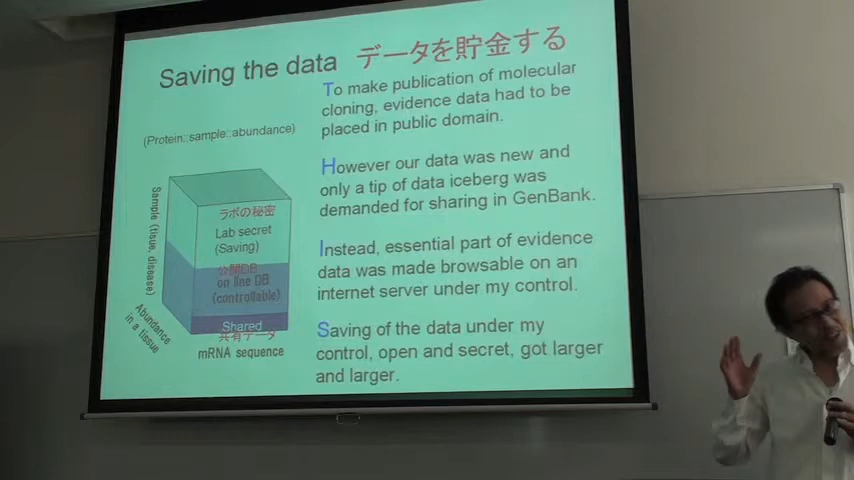 Saving the data データを貯金する
To make publication of molecular
cloning, evidence data had to be
placed in public domain.
However our data was new and
only a tip of data iceberg was
demanded for sharing in GenBank.
Instead, essential part of evidence
data was made browsable on an
internet server under my control.
Saving of the data under my
control, open and secret, got larger
and larger.
(Protein::sample::abundance)
Sample (tissue, disease)
ラボの秘密
Lab secret
(Saving)
公開DB
on line DB
(controllable)
Shared
共有データ
mRNA sequence
Abundance
in a tissue